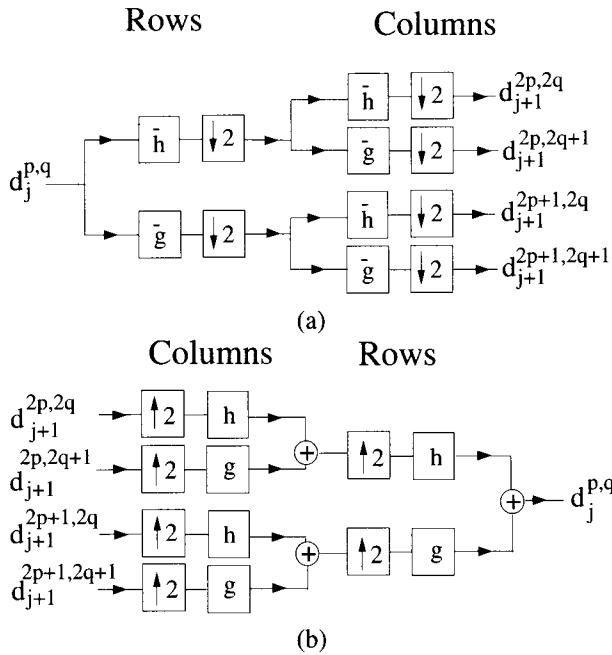 Rows Columns
h̄ ↓2 d_{j+1}^{2p,2q}
h̄ ↓2
ḡ ↓2 d_{j+1}^{2p,2q+1}
d_j^{p,q}
h̄ ↓2 d_{j+1}^{2p+1,2q}
ḡ ↓2
ḡ ↓2 d_{j+1}^{2p+1,2q+1}
(a)
Columns Rows
d_{j+1}^{2p,2q} ↑2 h
+ ↑2 h
d_{j+1}^{2p,2q+1} ↑2 g
+ d_j^{p,q}
d_{j+1}^{2p+1,2q} ↑2 h
+ ↑2 g
d_{j+1}^{2p+1,2q+1} ↑2 g
(b)